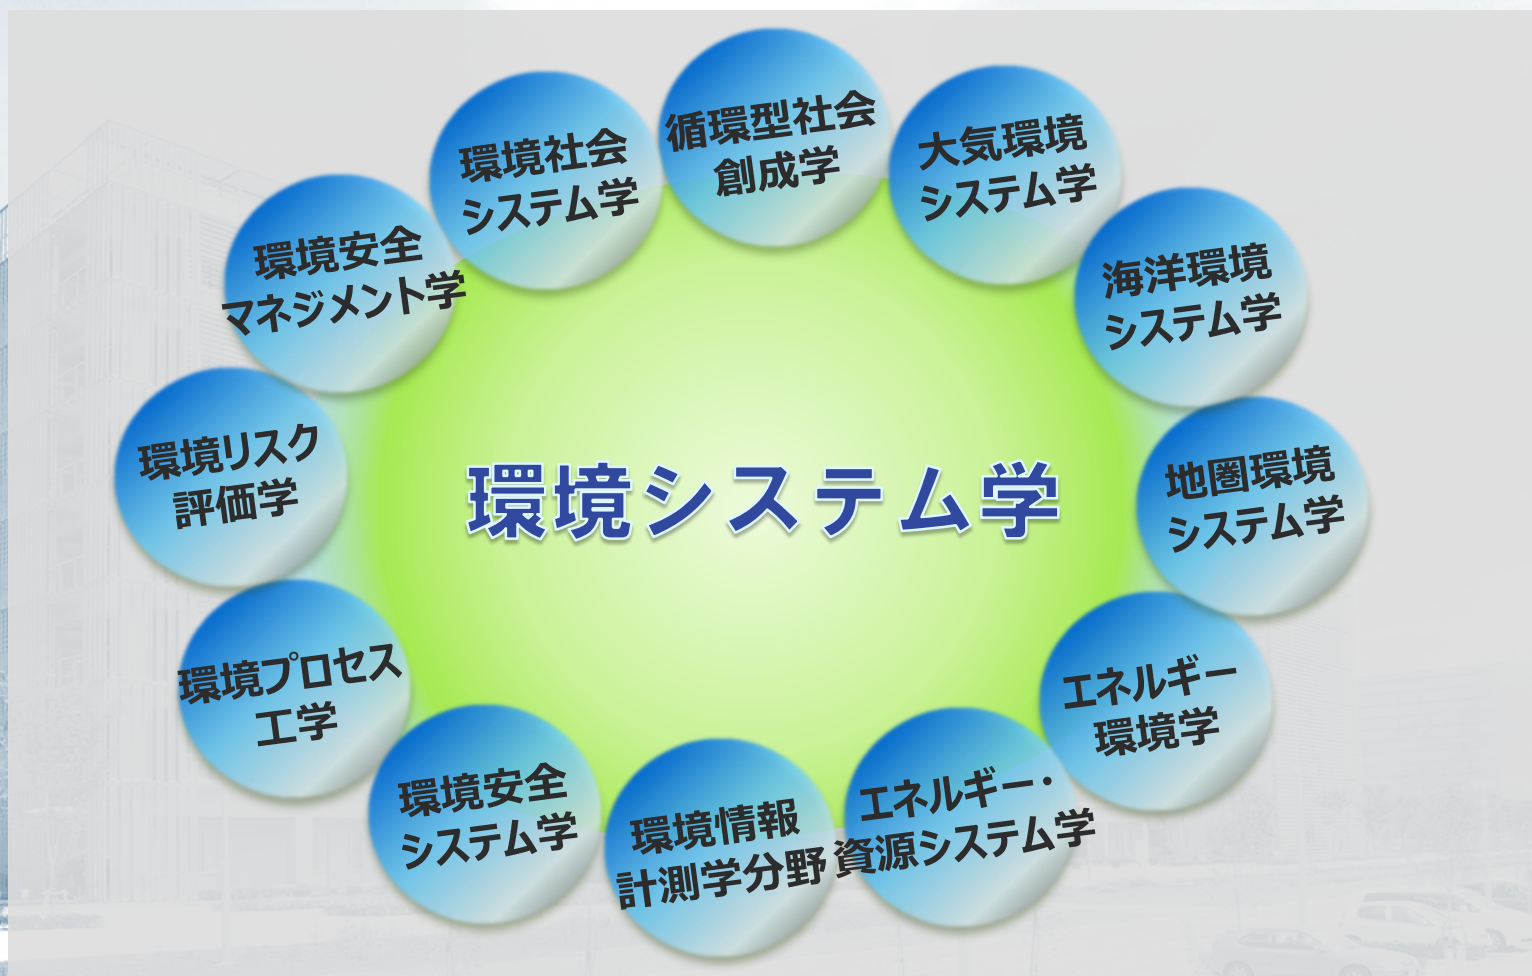 循環型社会
創成学
大気環境
システム学
海洋環境
システム学
地圏環境
システム学
エネルギー
環境学
エネルギー・
資源システム学
環境情報
計測学分野
環境安全
システム学
環境プロセス
工学
環境リスク
評価学
環境安全
マネジメント学
環境社会
システム学
環境システム学